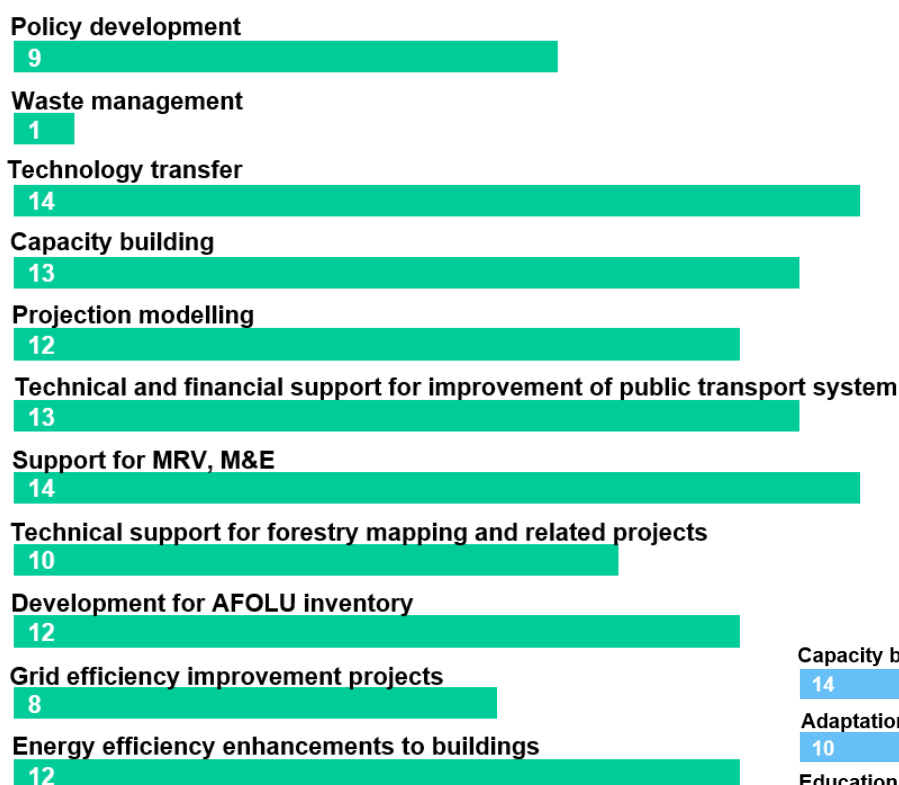 Policy development
9
Waste management
1
Technology transfer
14
Capacity building
13
Projection modelling
12
Technical and financial support for improvement of public transport system
13
Support for MRV, M&E
14
Technical support for forestry mapping and related projects
10
Development for AFOLU inventory
12
Grid efficiency improvement projects
8
Energy efficiency enhancements to buildings
12
Capacity b
14
Adaptation
10
Education